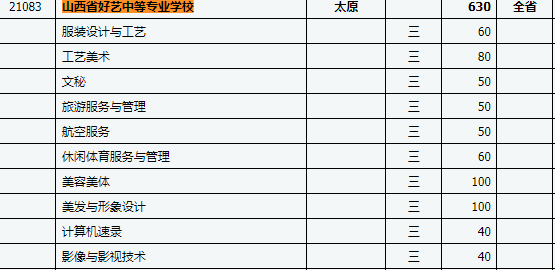 21083 山西省好艺中等专业学校 太原 630 全省
服装设计与工艺 三 60
工艺美术 三 80
文秘 三 50
旅游服务与管理 三 50
航空服务 三 50
休闲体育服务与管理 三 60
美容美体 三 100
美发与形象设计 三 100
计算机速录 三 40
影像与影视技术 三 40